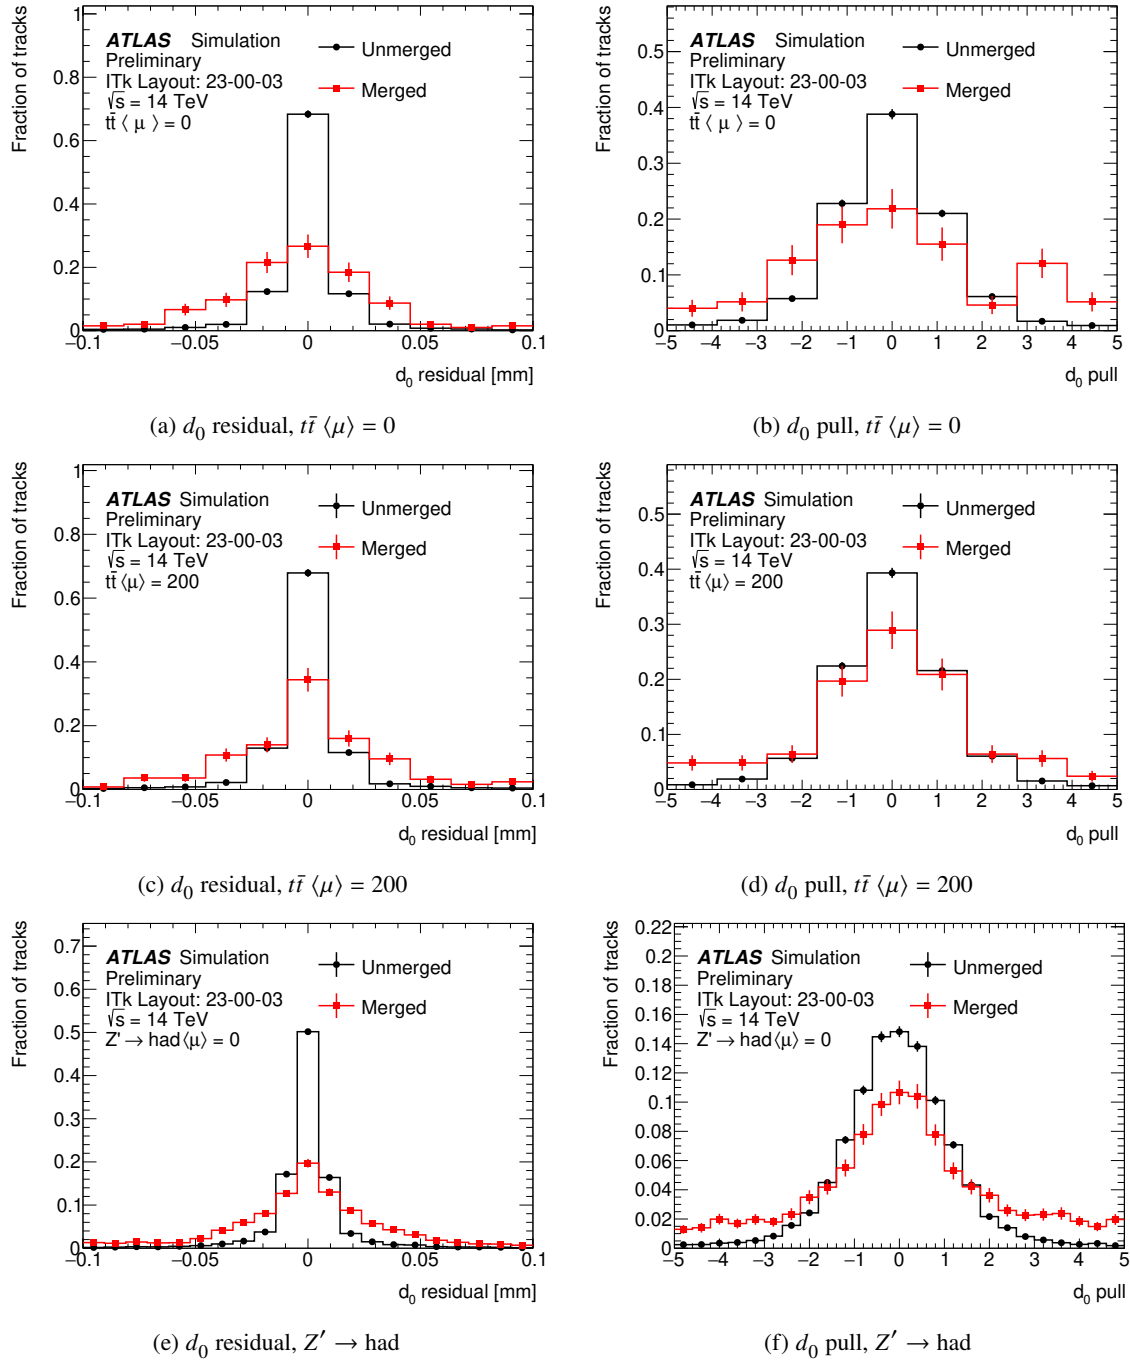 Fraction of tracks
1
0.8
0.6
0.4
0.2
0
ATLAS Simulation
Preliminary
ITk Layout: 23-00-03
√s = 14 TeV
tt̄ ⟨ μ ⟩ = 0
Unmerged
Merged
−0.1 −0.05 0 0.05 0.1
d₀ residual [mm]
(a) d₀ residual, tt̄ ⟨μ⟩ = 0
Fraction of tracks
0.5
0.4
0.3
0.2
0.1
0
ATLAS Simulation
Preliminary
ITk Layout: 23-00-03
√s = 14 TeV
tt̄ ⟨ μ ⟩ = 0
Unmerged
Merged
−5 −4 −3 −2 −1 0 1 2 3 4 5
d₀ pull
(b) d₀ pull, tt̄ ⟨μ⟩ = 0
Fraction of tracks
1
0.8
0.6
0.4
0.2
0
ATLAS Simulation
Preliminary
ITk Layout: 23-00-03
√s = 14 TeV
tt̄ ⟨μ⟩ = 200
Unmerged
Merged
−0.1 −0.05 0 0.05 0.1
d₀ residual [mm]
(c) d₀ residual, tt̄ ⟨μ⟩ = 200
Fraction of tracks
0.5
0.4
0.3
0.2
0.1
0
ATLAS Simulation
Preliminary
ITk Layout: 23-00-03
√s = 14 TeV
tt̄ ⟨μ⟩ = 200
Unmerged
Merged
−5 −4 −3 −2 −1 0 1 2 3 4 5
d₀ pull
(d) d₀ pull, tt̄ ⟨μ⟩ = 200
Fraction of tracks
0.7
0.6
0.5
0.4
0.3
0.2
0.1
0
ATLAS Simulation
Preliminary
ITk Layout: 23-00-03
√s = 14 TeV
Z' → had⟨μ⟩ = 0
Unmerged
Merged
−0.1 −0.05 0 0.05 0.1
d₀ residual [mm]
(e) d₀ residual, Z′ → had
Fraction of tracks
0.22
0.2
0.18
0.16
0.14
0.12
0.1
0.08
0.06
0.04
0.02
0
ATLAS Simulation
Preliminary
ITk Layout: 23-00-03
√s = 14 TeV
Z' → had⟨μ⟩ = 0
Unmerged
Merged
−5 −4 −3 −2 −1 0 1 2 3 4 5
d₀ pull
(f) d₀ pull, Z′ → had